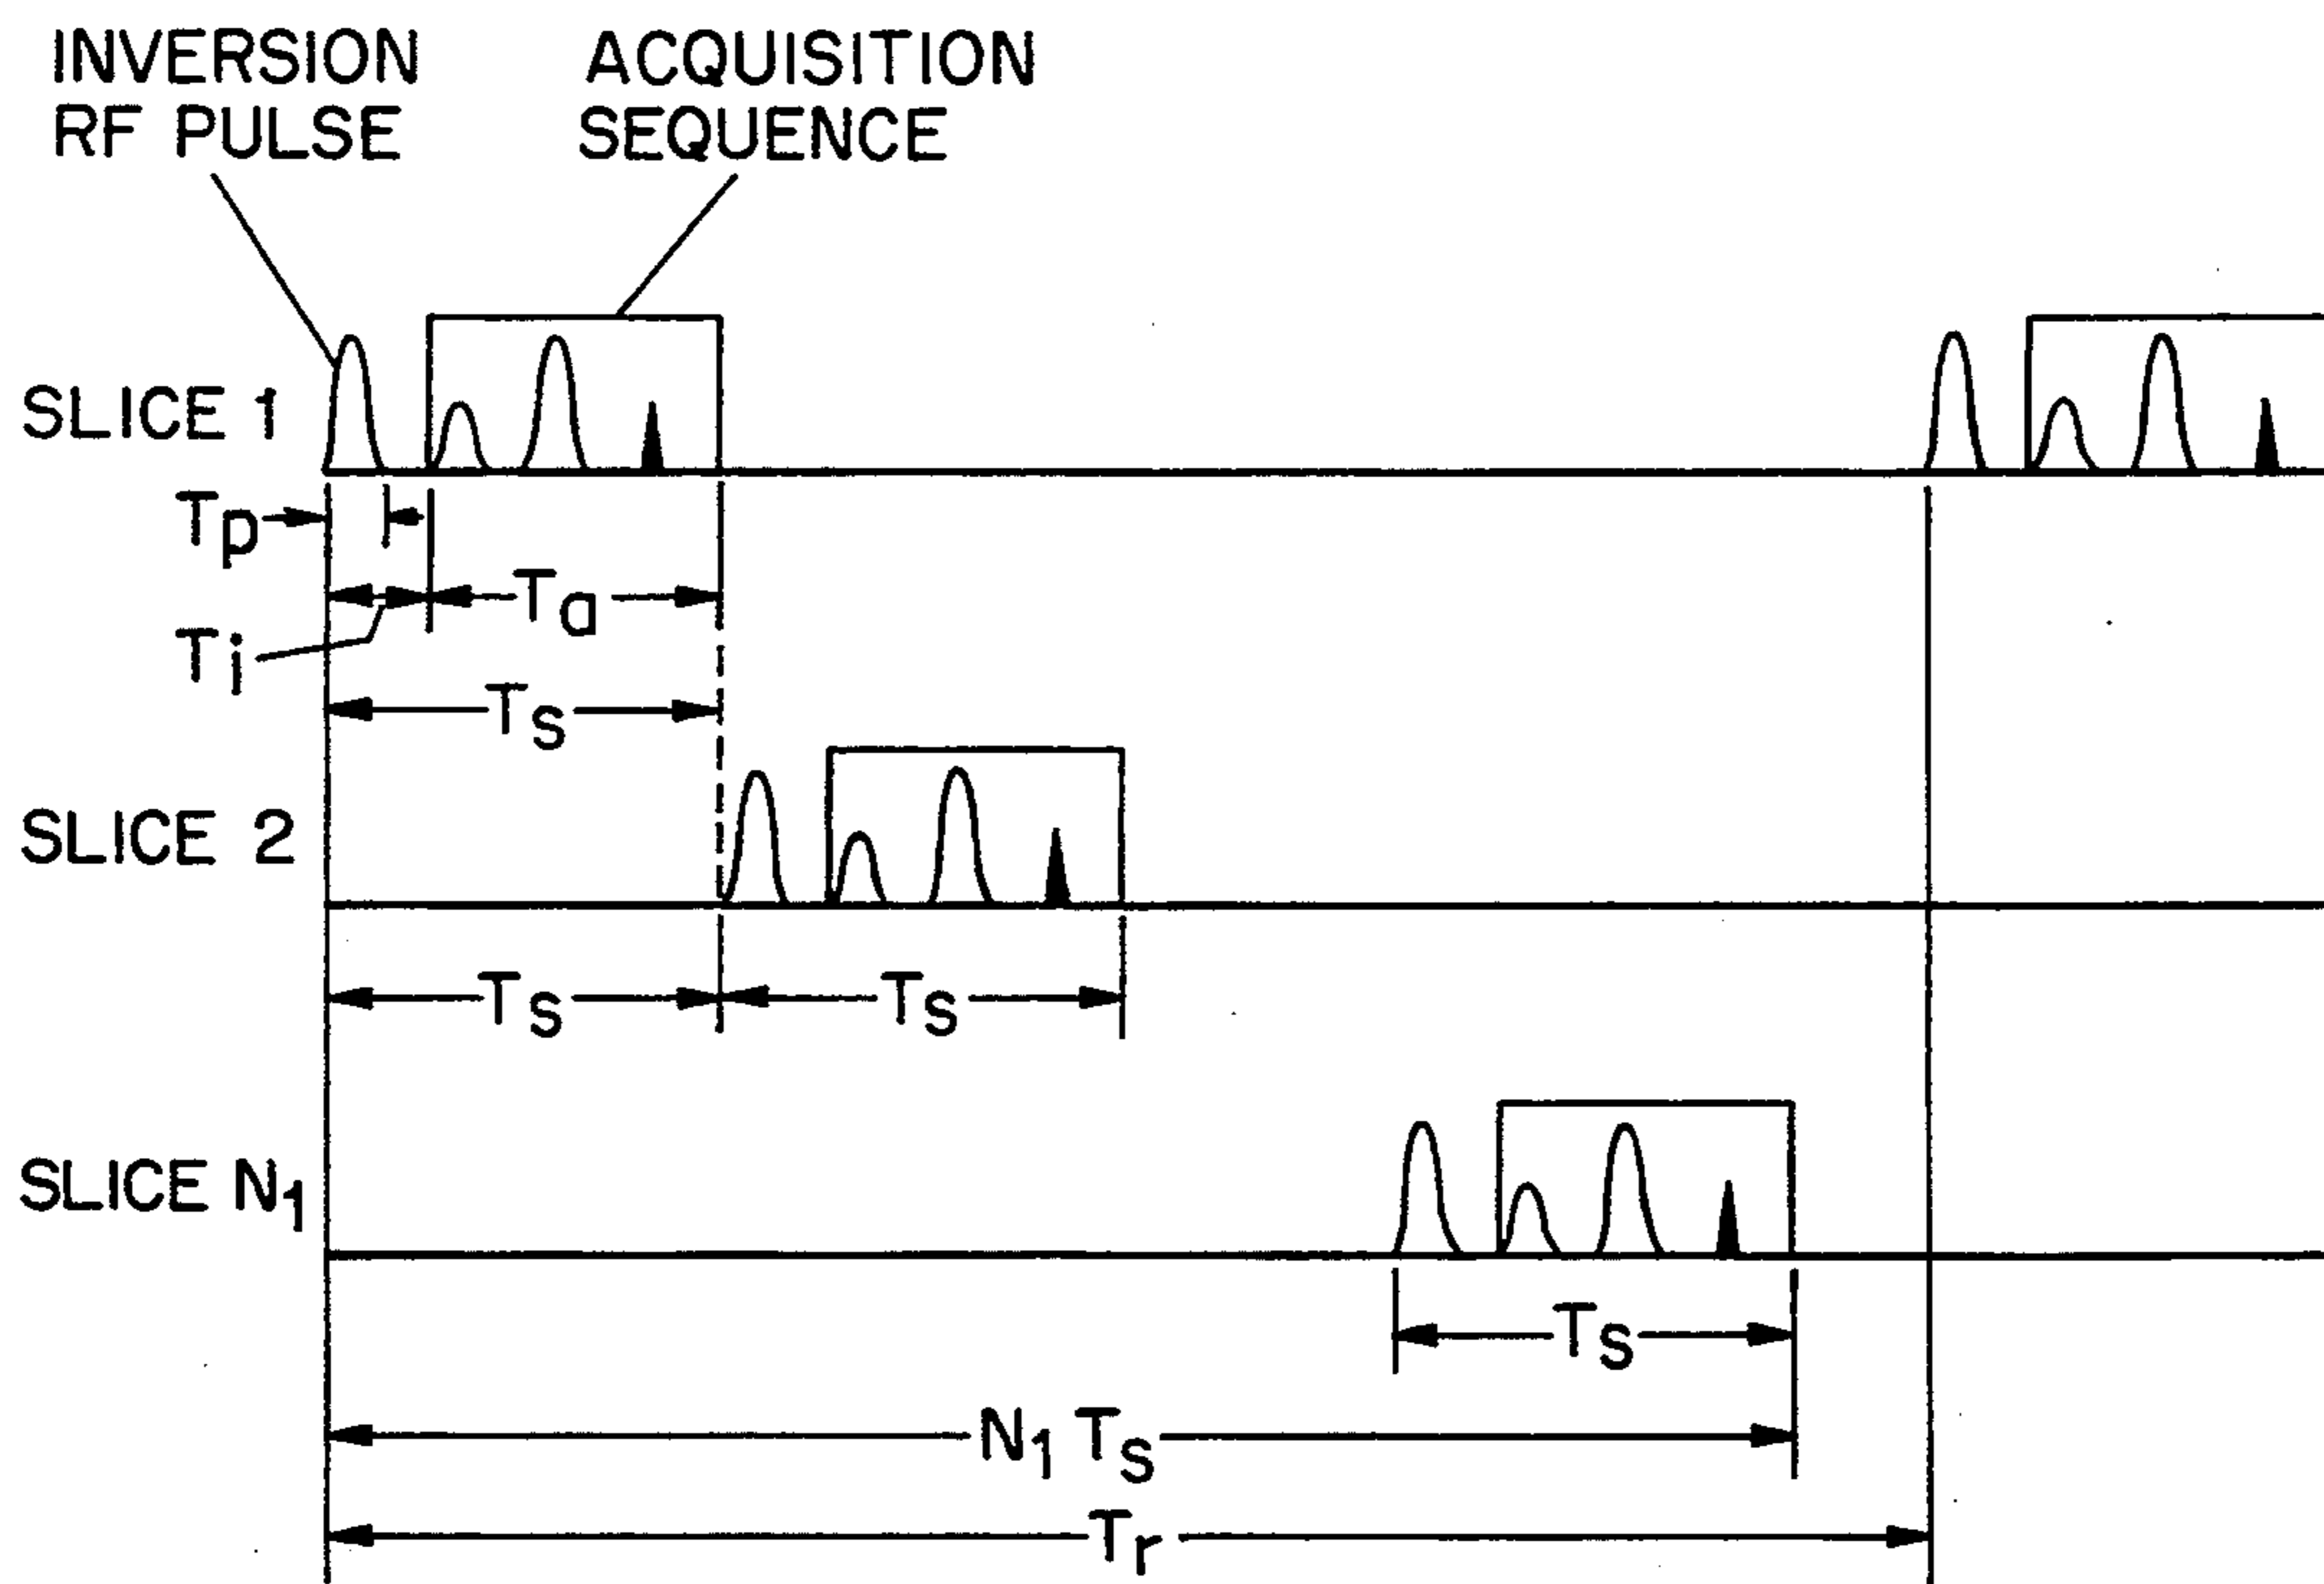 INVERSION
RF PULSE
ACQUISITION
SEQUENCE
SLICE 1
Tp
Ta
Ti
Ts
SLICE 2
Ts
Ts
SLICE N1
Ts
N1 Ts
Tr